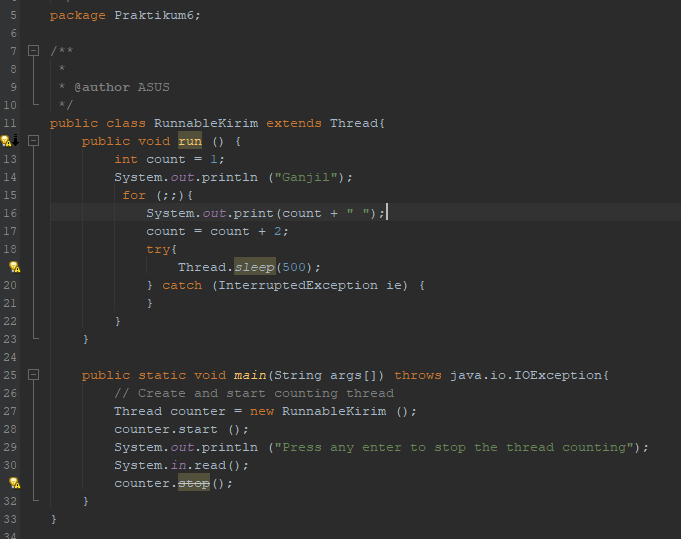 5 package Praktikum6;
6
7 /**
8 *
9 * @author ASUS
10 */
11 public class RunnableKirim extends Thread{
public void run () {
13 int count = 1;
14 System.out.println ("Ganjil");
15 for (;;){
16 System.out.print(count + " ");
17 count = count + 2;
18 try{
Thread.sleep(500);
20 } catch (InterruptedException ie) {
21 }
22 }
23 }
24
25 public static void main(String args[]) throws java.io.IOException{
26 // Create and start counting thread
27 Thread counter = new RunnableKirim ();
28 counter.start ();
29 System.out.println ("Press any enter to stop the thread counting");
30 System.in.read();
counter.stop();
32 }
33 }
34